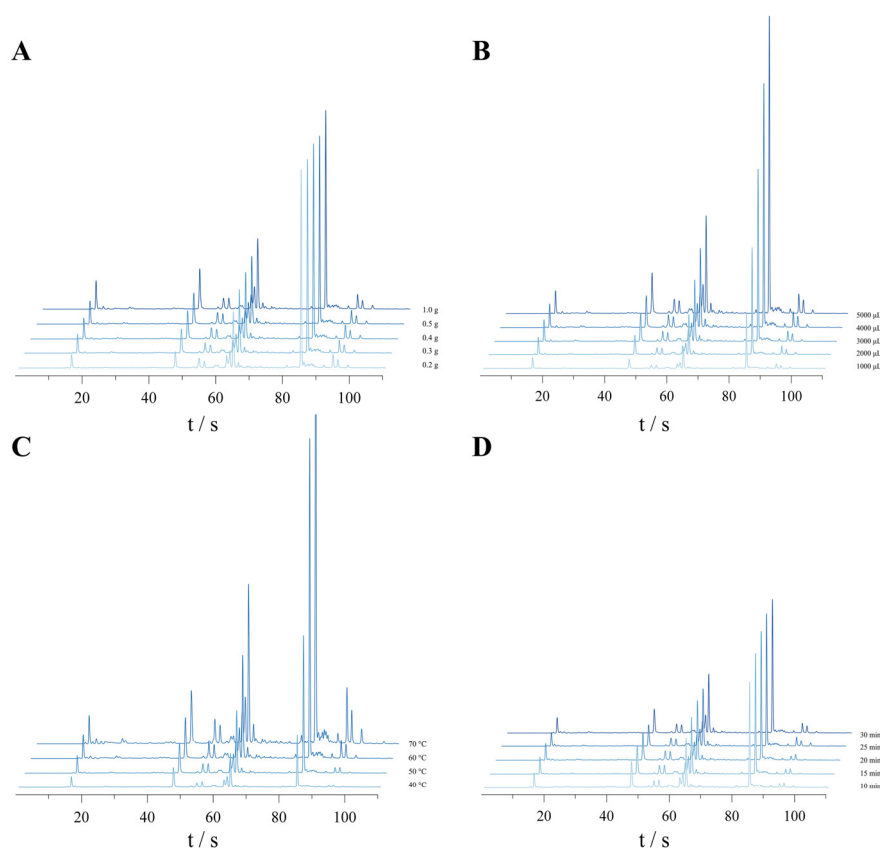 A
1.0 g
0.5 g
0.4 g
0.3 g
0.2 g
20 40 60 80 100
t / s
B
5000 μL
4000 μL
3000 μL
2000 μL
1000 μL
20 40 60 80 100
t / s
C
70 °C
60 °C
50 °C
40 °C
20 40 60 80 100
t / s
D
30 min
25 min
20 min
15 min
10 min
20 40 60 80 100
t / s